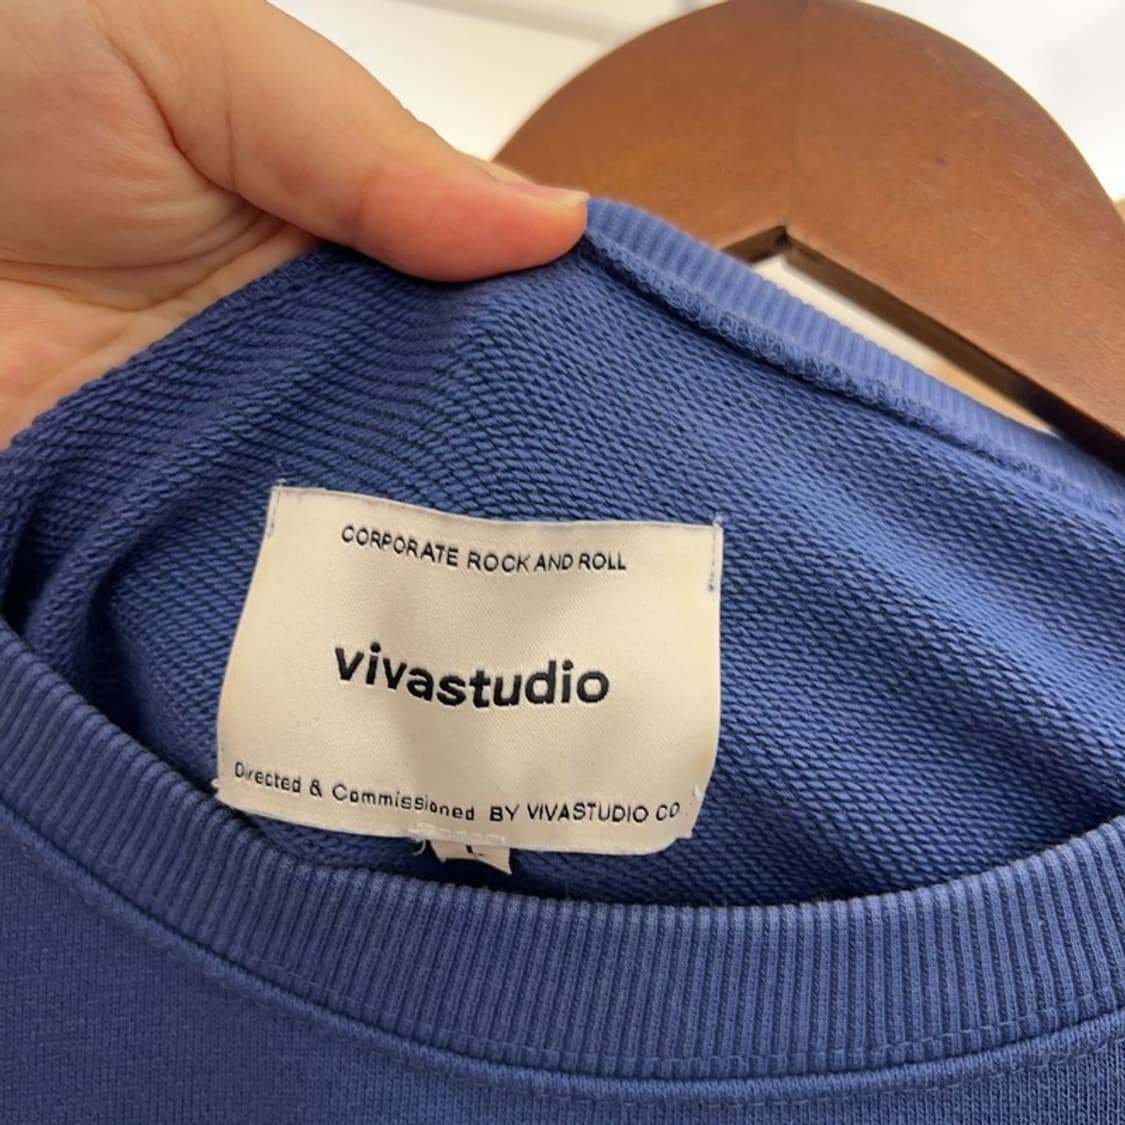 CORPORATE ROCK AND ROLL
vivastudio
Directed & Commissioned BY VIVASTUDIO CO.